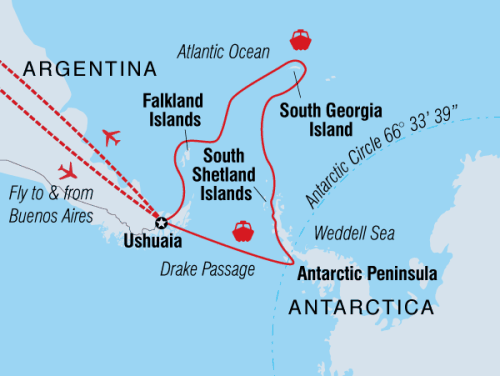 Atlantic Ocean
ARGENTINA
Falkland
Islands
South Georgia
Island
Antarctic Circle 66° 33’ 39”
South
Shetland
Islands
Fly to & from
Buenos Aires
Ushuaia
Weddell Sea
Drake Passage
Antarctic Peninsula
ANTARCTICA